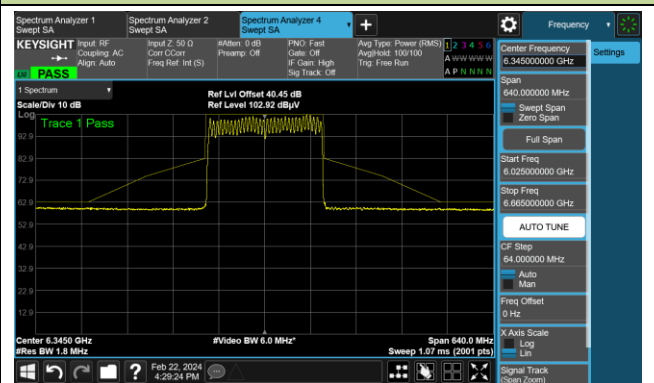 Spectrum Analyzer 1
Swept SA
Spectrum Analyzer 2
Swept SA
Spectrum Analyzer 4
Swept SA
Frequency
KEYSIGHT
Input: RF
Coupling: AC
Align: Auto
Input Z: 50 Ω
Corr CCorr
Freq Ref: Int (S)
#Atten: 0 dB
Preamp: Off
PNO: Fast
Gate: Off
IF Gain: High
Sig Track: Off
Avg Type: Power (RMS)
Avg|Hold: 100/100
Trig: Free Run
1 2 3 4 5 6
A W W W W W
A P N N N N
LXI
PASS
1 Spectrum
Scale/Div 10 dB
Log
Ref Lvl Offset 40.45 dB
Ref Level 102.92 dBµV
Trace 1 Pass
92.9
82.9
72.9
62.9
52.9
42.9
32.9
22.9
12.9
Center 6.3450 GHz
#Res BW 1.8 MHz
#Video BW 6.0 MHz*
Span 640.0 MHz
Sweep 1.07 ms (2001 pts)
Feb 22, 2024
4:29:24 PM
Center Frequency
6.345000000 GHz
Settings
Span
640.000000 MHz
Swept Span
Zero Span
Full Span
Start Freq
6.025000000 GHz
Stop Freq
6.665000000 GHz
AUTO TUNE
CF Step
64.000000 MHz
Auto
Man
Freq Offset
0 Hz
X Axis Scale
Log
Lin
Signal Track
(Span Zoom)